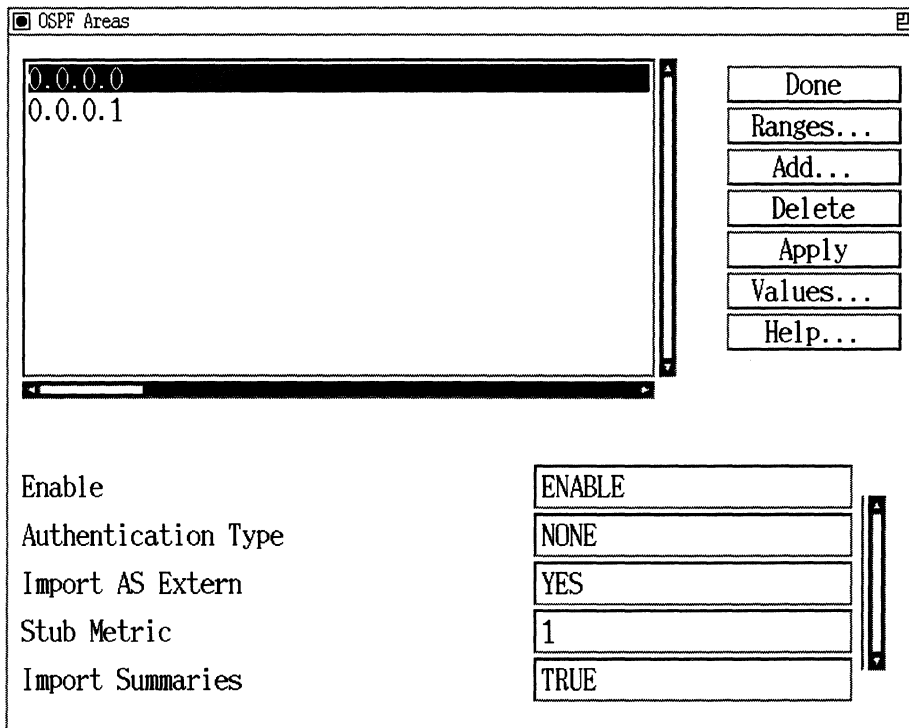 OSPF Areas
0.0.0.0
0.0.0.1
Done
Ranges...
Add...
Delete
Apply
Values...
Help...
Enable ENABLE
Authentication Type NONE
Import AS Extern YES
Stub Metric 1
Import Summaries TRUE